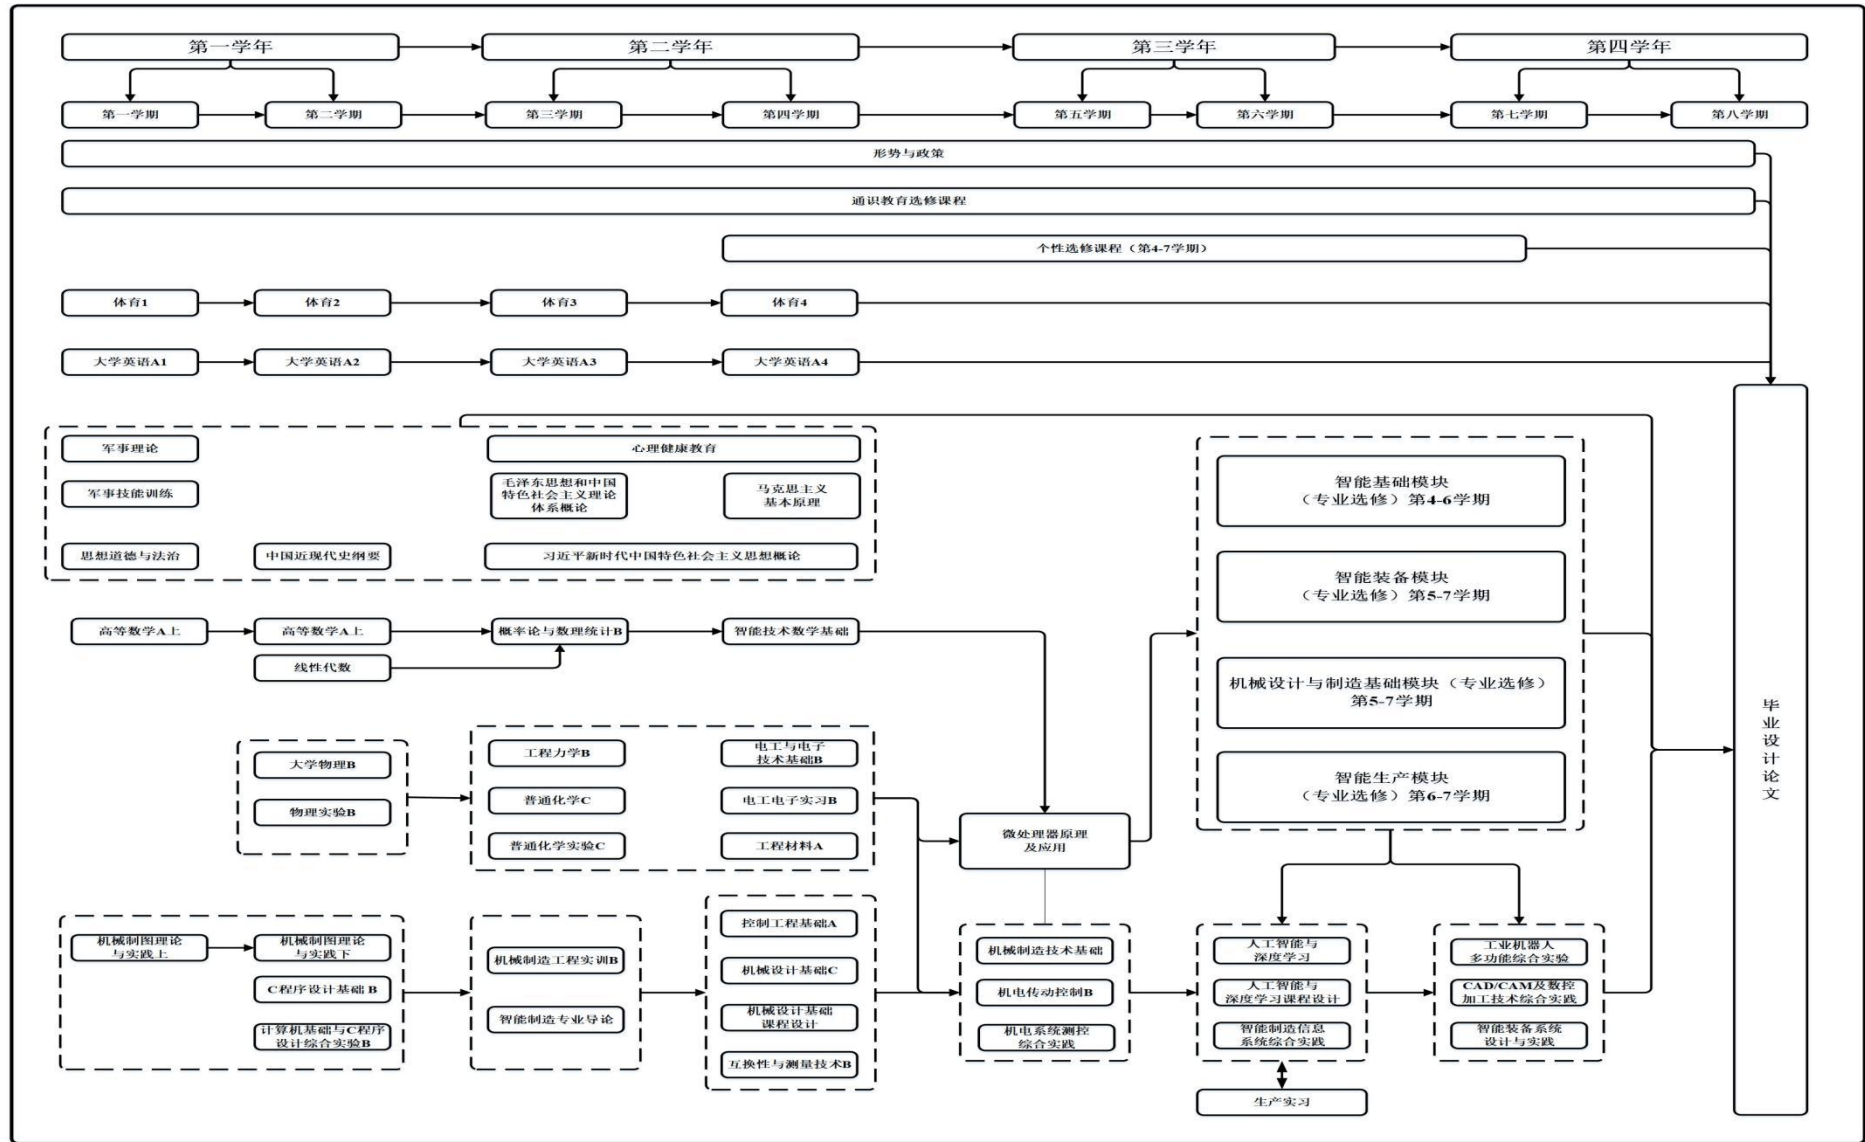 第一学年
第二学年
第三学年
第四学年
第一学期
第二学期
第三学期
第四学期
第五学期
第六学期
第七学期
第八学期
形势与政策
通识教育选修课程
个性选修课程（第4-7学期）
体育1
体育2
体育3
体育4
大学英语A1
大学英语A2
大学英语A3
大学英语A4
军事理论
心理健康教育
军事技能训练
毛泽东思想和中国
特色社会主义理论
体系概论
马克思主义
基本原理
思想道德与法治
中国近现代史纲要
习近平新时代中国特色社会主义思想概论
智能基础模块
（专业选修）第4-6学期
智能装备模块
（专业选修）第5-7学期
机械设计与制造基础模块（专业选修）
第5-7学期
智能生产模块
（专业选修）第6-7学期
高等数学A上
高等数学A上
概率论与数理统计B
智能技术数学基础
线性代数
大学物理B
物理实验B
工程力学B
普通化学C
普通化学实验C
电工与电子
技术基础B
电工电子实习B
工程材料A
微处理器原理
及应用
机械制图理论
与实践上
机械制图理论
与实践下
C程序设计基础 B
计算机基础与C程序
设计综合实验B
机械制造工程实训B
智能制造专业导论
控制工程基础A
机械设计基础C
机械设计基础
课程设计
互换性与测量技术B
机械制造技术基础
机电传动控制B
机电系统测控
综合实践
人工智能与
深度学习
人工智能与
深度学习课程设计
智能制造信息
系统综合实践
生产实习
工业机器人
多功能综合实验
CAD/CAM及数控
加工技术综合实践
智能装备系统
设计与实践
毕业设计论文